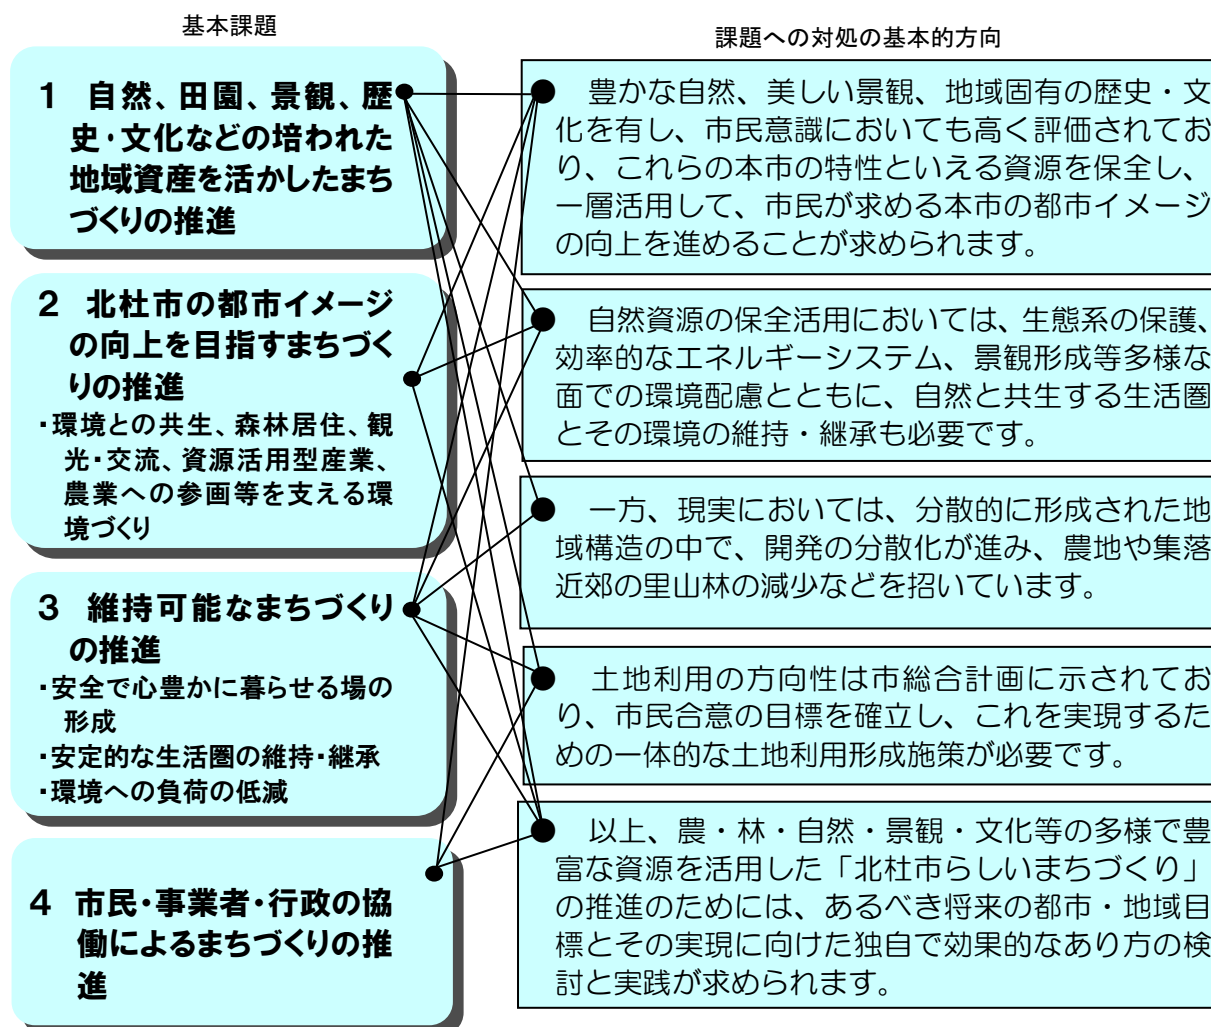 基本課題
課題への対処の基本的方向
1 自然、田園、景観、歴
史・文化などの培われた
地域資産を活かしたまち
づくりの推進
2 北杜市の都市イメージ
の向上を目指すまちづく
りの推進
・環境との共生、森林居住、観
光・交流、資源活用型産業、
農業への参画等を支える環
境づくり
3 維持可能なまちづくり
の推進
・安全で心豊かに暮らせる場の
形成
・安定的な生活圏の維持・継承
・環境への負荷の低減
4 市民・事業者・行政の協
働によるまちづくりの推
進
豊かな自然、美しい景観、地域固有の歴史・文
化を有し、市民意識においても高く評価されてお
り、これらの本市の特性といえる資源を保全し、
一層活用して、市民が求める本市の都市イメージ
の向上を進めることが求められます。
自然資源の保全活用においては、生態系の保護、
効率的なエネルギーシステム、景観形成等多様な
面での環境配慮とともに、自然と共生する生活圏
とその環境の維持・継承も必要です。
一方、現実においては、分散的に形成された地
域構造の中で、開発の分散化が進み、農地や集落
近郊の里山林の減少などを招いています。
土地利用の方向性は市総合計画に示されてお
り、市民合意の目標を確立し、これを実現するた
めの一体的な土地利用形成施策が必要です。
以上、農・林・自然・景観・文化等の多様で豊
富な資源を活用した「北杜市らしいまちづくり」
の推進のためには、あるべき将来の都市・地域目
標とその実現に向けた独自で効果的なあり方の検
討と実践が求められます。